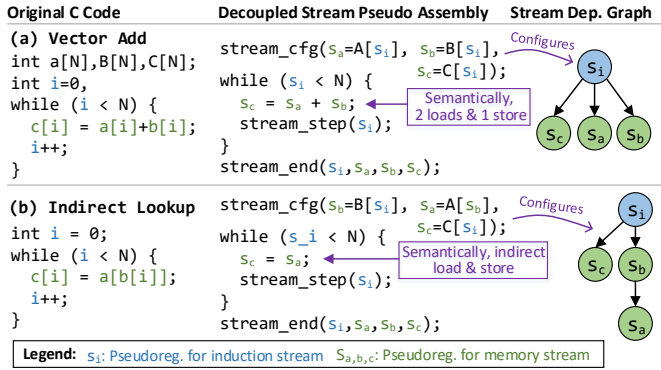 Original C Code
Decoupled Stream Pseudo Assembly
Stream Dep. Graph
(a) Vector Add
int a[N],B[N],C[N];
int i=0,
while (i < N) {
c[i] = a[i]+b[i];
i++;
}
stream_cfg(sa=A[si], sb=B[si],
sc=C[si]);
while (si < N) {
sc = sa + sb;
stream_step(si);
}
stream_end(si,sa,sb,sc);
Semantically,
2 loads & 1 store
Configures
si
sc
sa
sb
(b) Indirect Lookup
int i = 0;
while (i < N) {
c[i] = a[b[i]];
i++;
}
stream_cfg(sb=B[si], sa=A[sb],
sc=C[si]);
while (s_i < N) {
sc = sa;
stream_step(si);
}
stream_end(si,sa,sb,sc);
Semantically, indirect
load & store
Configures
si
sc
sb
sa
Legend: si: Pseudoreg. for induction stream Sa,b,c: Pseudoreg. for memory stream